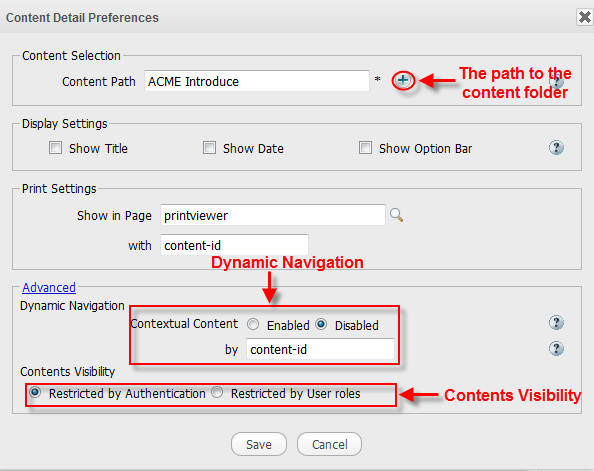 Content Detail Preferences
Content Selection
Content Path ACME Introduce * The path to the
content folder
Display Settings
Show Title Show Date Show Option Bar
Print Settings
Show in Page printviewer
with content-id
Dynamic Navigation
Advanced
Dynamic Navigation
Contextual Content Enabled Disabled
by content-id
Contents Visibility
Restricted by Authentication Restricted by User roles Contents Visibility
Save Cancel